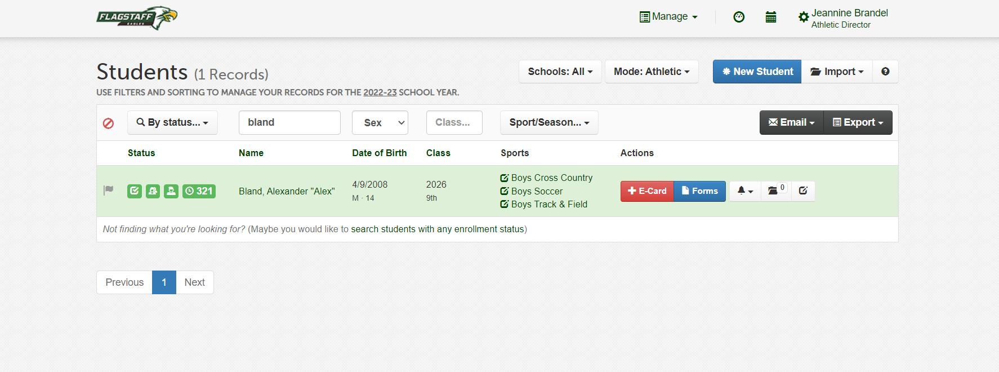 FLAGSTAFF
EAGLES
Manage
Jeannine Brandel
Athletic Director
Students (1 Records)
Schools: All
Mode: Athletic
New Student
Import
USE FILTERS AND SORTING TO MANAGE YOUR RECORDS FOR THE 2022-23 SCHOOL YEAR.
By status...
bland
Sex
Class...
Sport/Season...
Email
Export
Status Name Date of Birth Class Sports Actions
321
Bland, Alexander "Alex"
4/9/2008
M · 14
2026
9th
Boys Cross Country
Boys Soccer
Boys Track & Field
E-Card
Forms
0
Not finding what you're looking for? (Maybe you would like to search students with any enrollment status)
Previous 1 Next